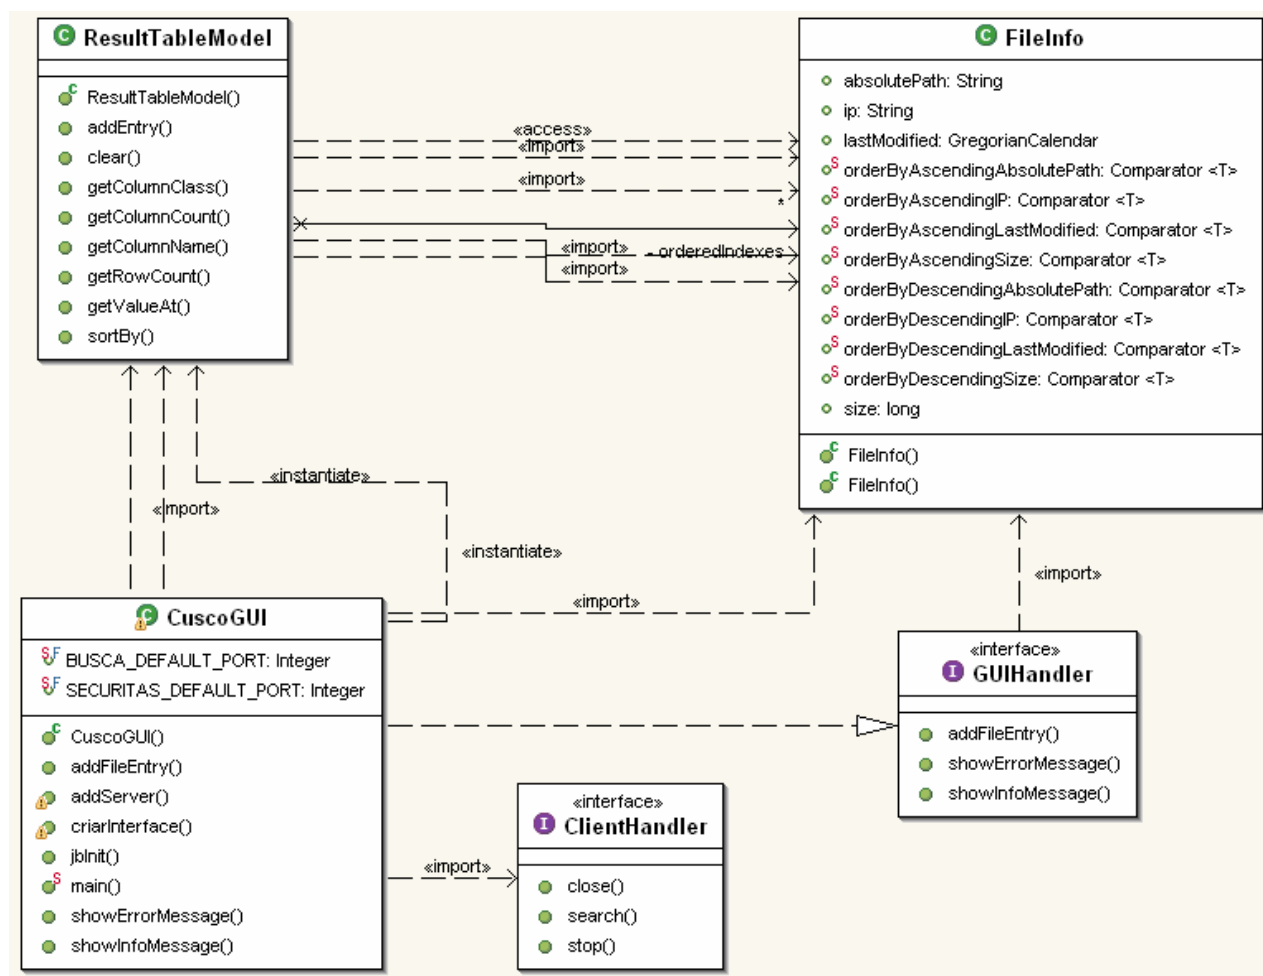 ResultTableModel
ResultTableModel()
addEntry()
clear()
getColumnClass()
getColumnCount()
getColumnName()
getRowCount()
getValueAt()
sortBy()
«access»
«import»
«import»
*
«import»
- orderedIndexes
«import»
FileInfo
absolutePath: String
ip: String
lastModified: GregorianCalendar
orderByAscendingAbsolutePath: Comparator <T>
orderByAscendingIP: Comparator <T>
orderByAscendingLastModified: Comparator <T>
orderByAscendingSize: Comparator <T>
orderByDescendingAbsolutePath: Comparator <T>
orderByDescendingIP: Comparator <T>
orderByDescendingLastModified: Comparator <T>
orderByDescendingSize: Comparator <T>
size: long
FileInfo()
FileInfo()
«instantiate»
«import»
«instantiate»
«import»
«import»
CuscoGUI
BUSCA_DEFAULT_PORT: Integer
SECURITAS_DEFAULT_PORT: Integer
CuscoGUI()
addFileEntry()
addServer()
criarInterface()
jbInit()
main()
showErrorMessage()
showInfoMessage()
«import»
«interface»
ClientHandler
close()
search()
stop()
«interface»
GUIHandler
addFileEntry()
showErrorMessage()
showInfoMessage()